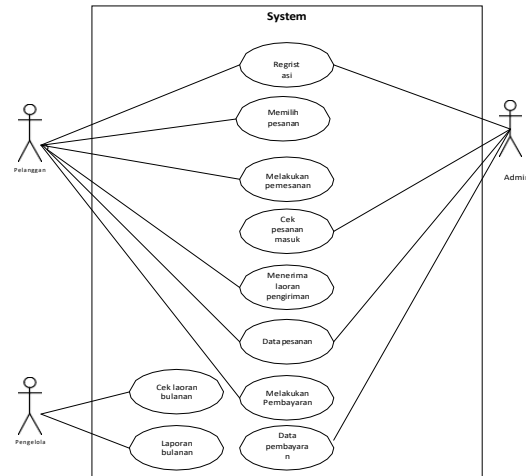 System
Regrist
asi
Memilih
pesanan
Pelanggan
Admin
Melakukan
pemesanan
Cek
pesanan
masuk
Menerima
laoran
pengiriman
Data pesanan
Cek laoran
bulanan
Melakukan
Pembayaran
Pengelola
Laporan
bulanan
Data
pembayara
n